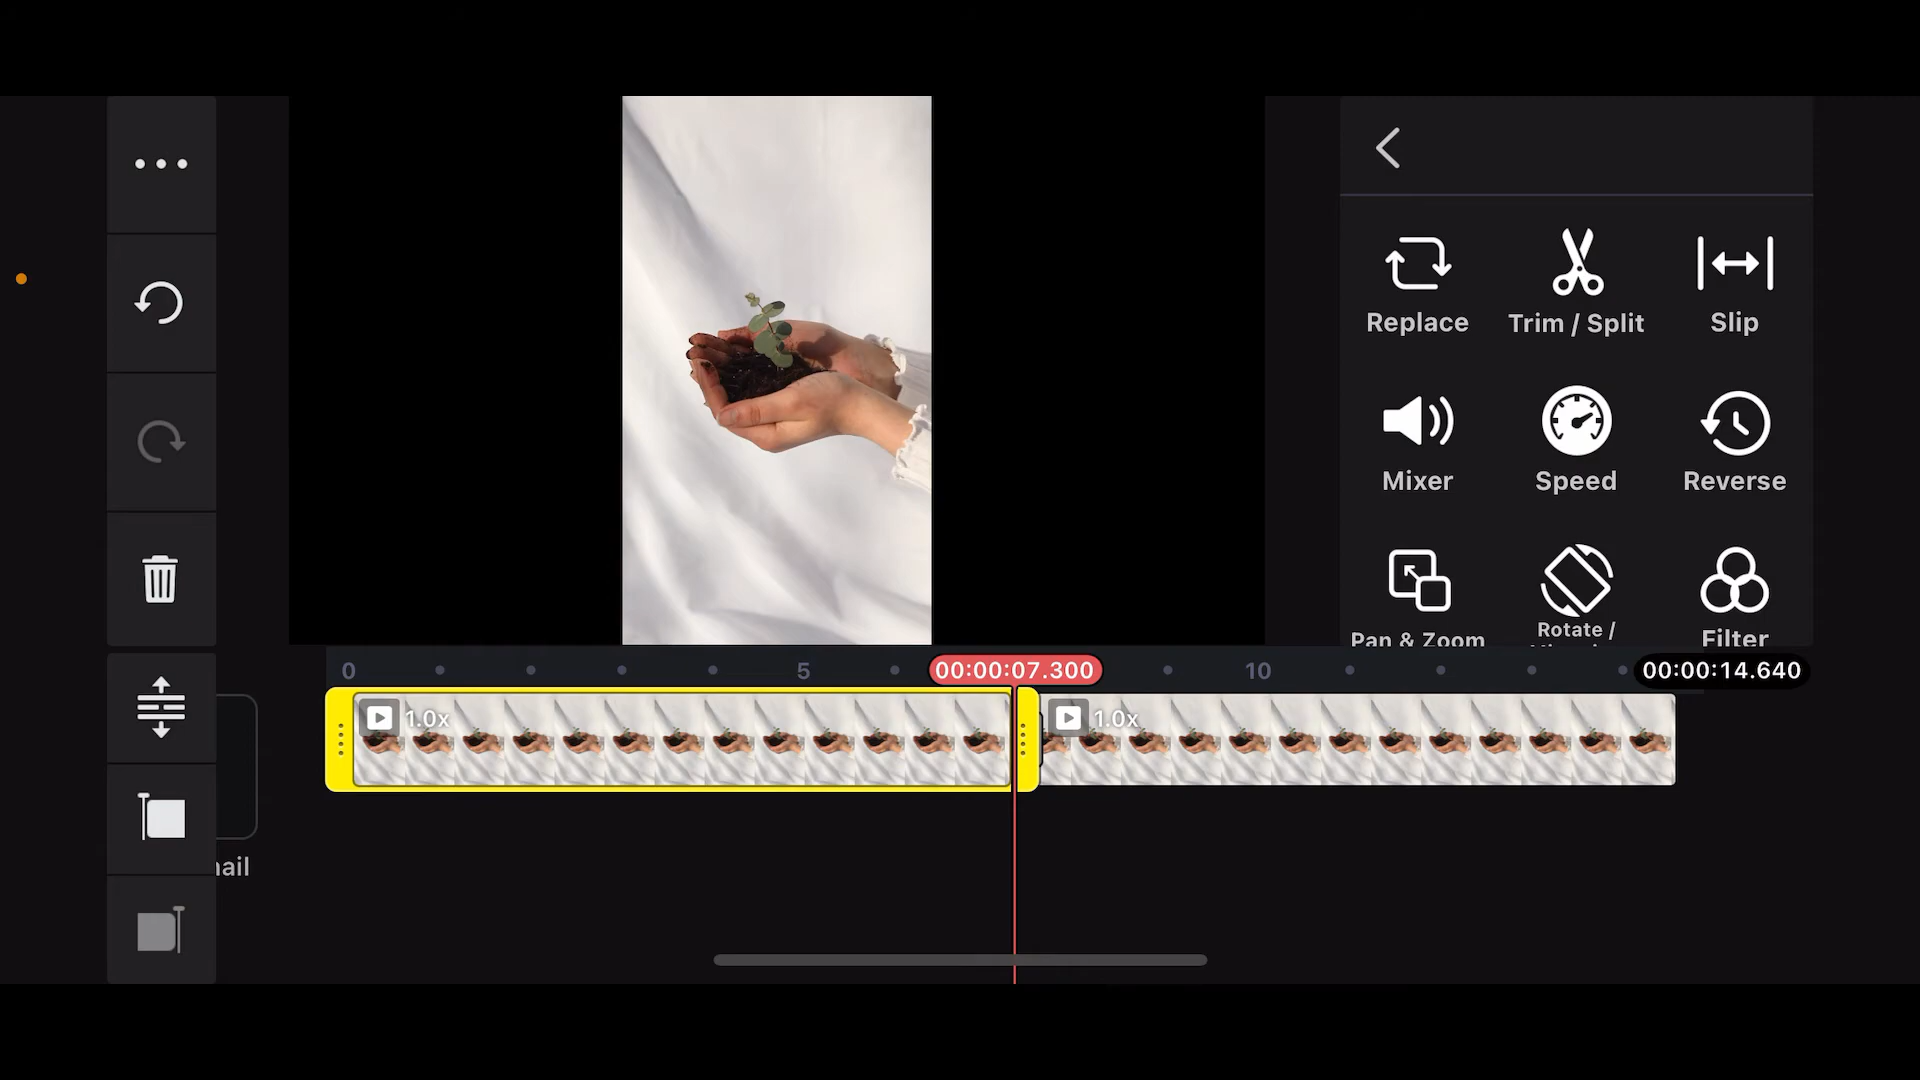 Replace
Trim / Split
Slip
Mixer
Speed
Reverse
Pan & Zoom
Rotate /
Filter
0
5
00:00:07.300
10
00:00:14.640
1.0x
1.0x